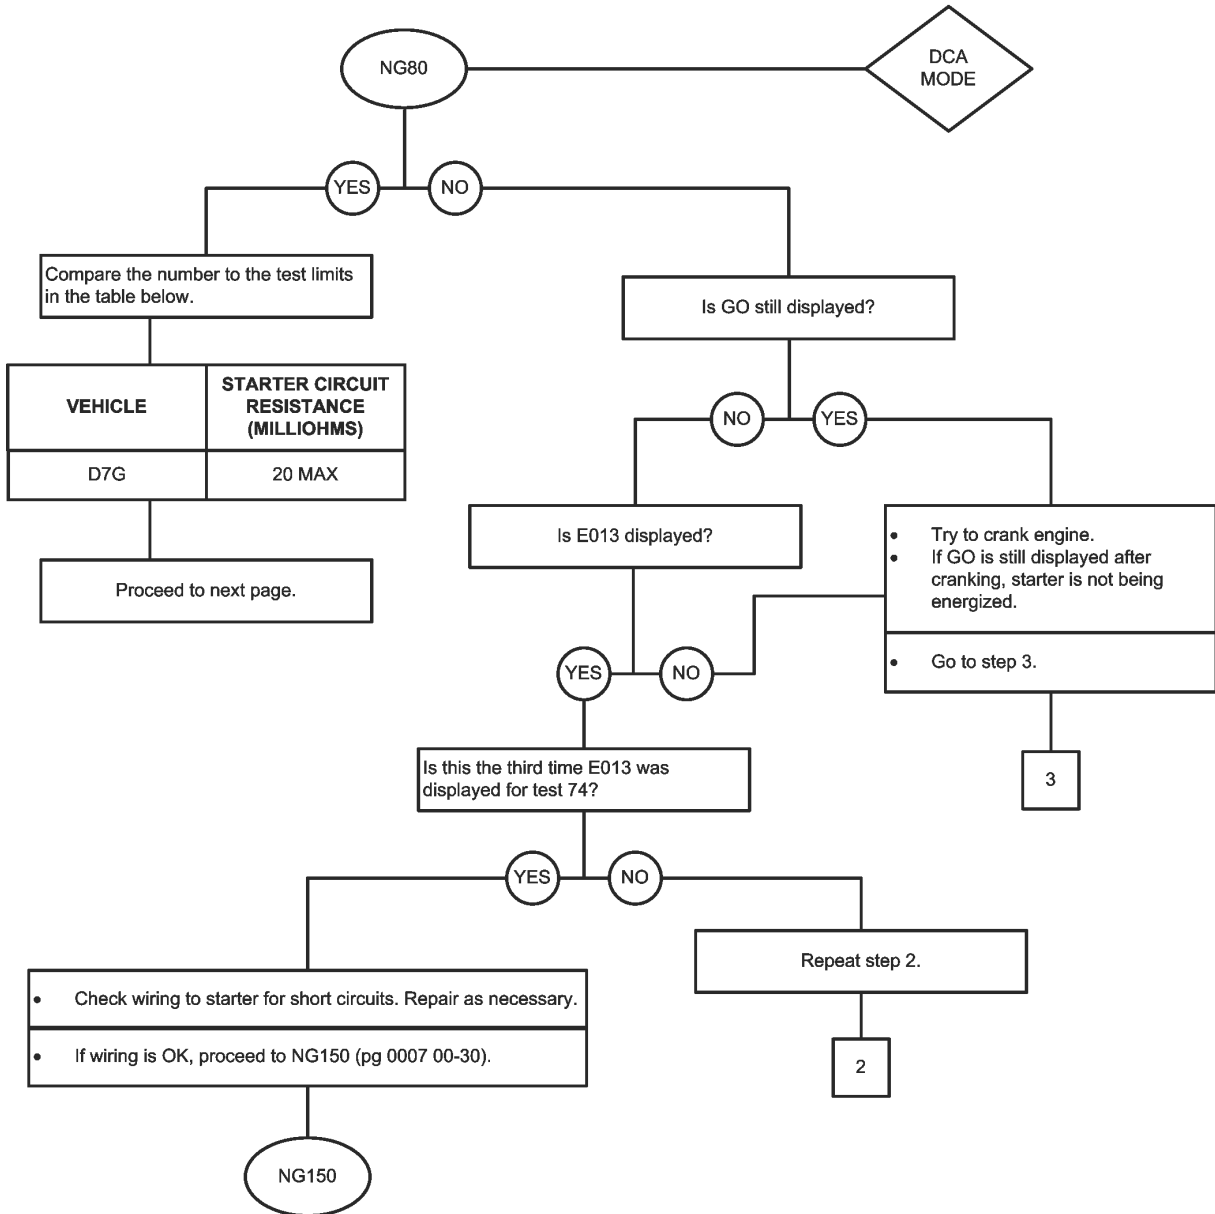 NG80
DCA
MODE
YES
NO
Compare the number to the test limits
in the table below.
Is GO still displayed?
VEHICLE
STARTER CIRCUIT
RESISTANCE
(MILLIOHMS)
D7G
20 MAX
NO
YES
Proceed to next page.
Is E013 displayed?
• Try to crank engine.
• If GO is still displayed after
cranking, starter is not being
energized.
• Go to step 3.
YES
NO
3
Is this the third time E013 was
displayed for test 74?
YES
NO
Repeat step 2.
2
• Check wiring to starter for short circuits. Repair as necessary.
• If wiring is OK, proceed to NG150 (pg 0007 00-30).
NG150